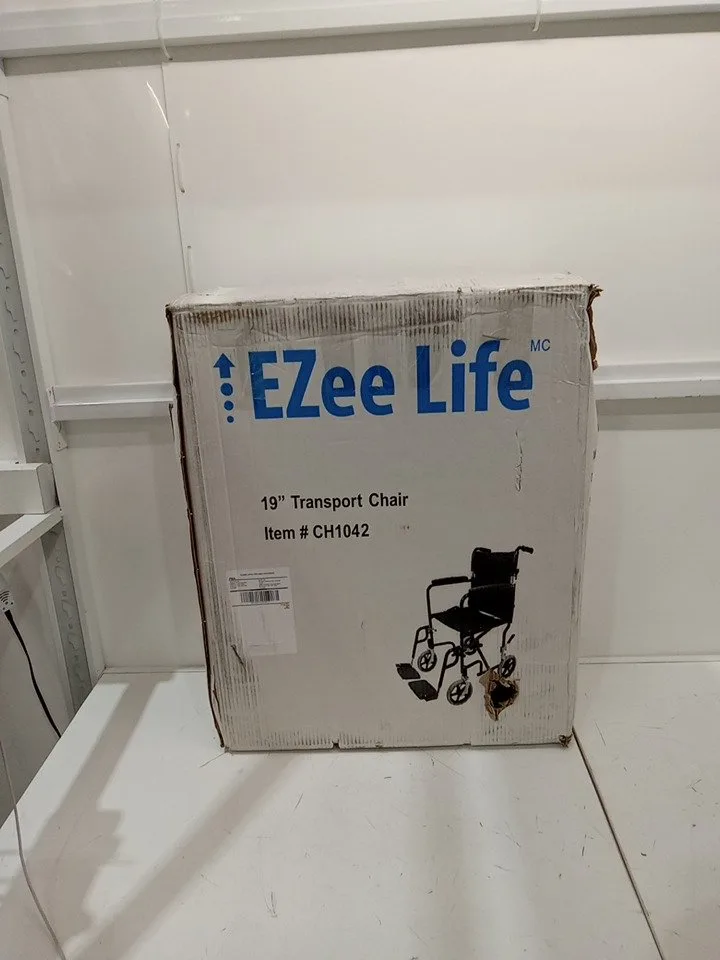 EZee Life MC
19" Transport Chair
Item # CH1042